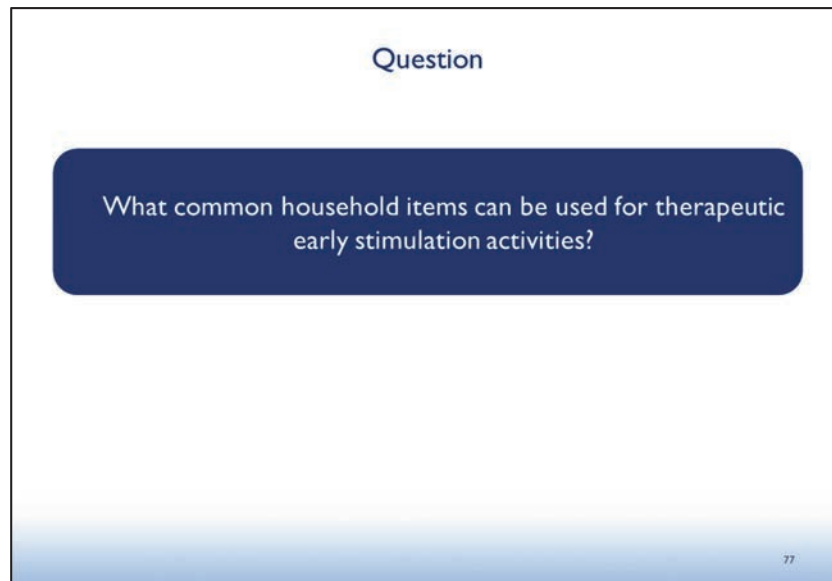 Question
What common household items can be used for therapeutic
early stimulation activities?
77